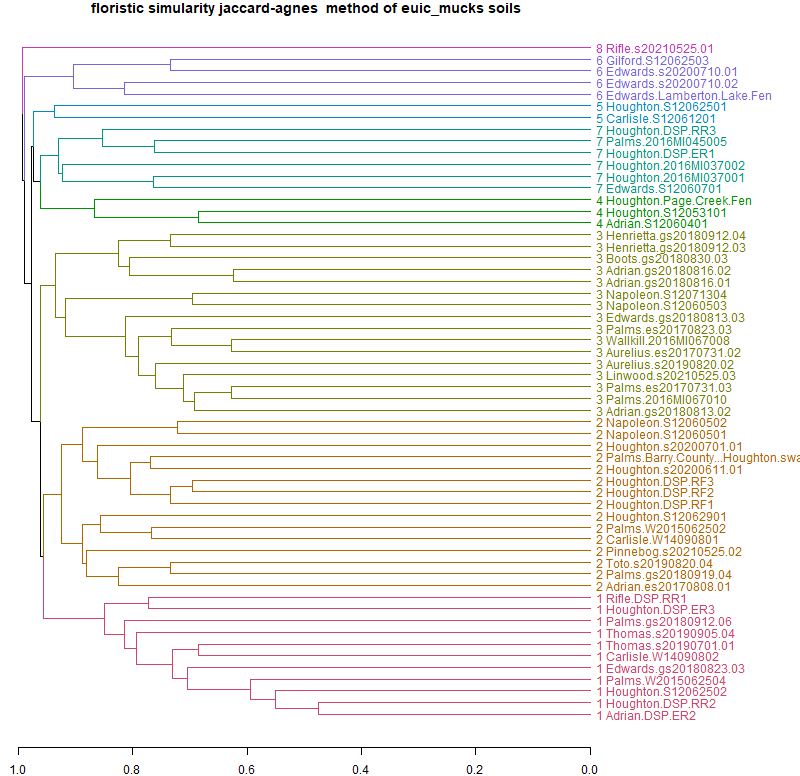 floristic simularity jaccard-agnes method of euic_mucks soils
8 Rifle.s20210525.01
6 Gilford.S12062503
6 Edwards.s20200710.01
6 Edwards.s20200710.02
6 Edwards.Lamberton.Lake.Fen
5 Houghton.S12062501
5 Carlisle.S12061201
7 Houghton.DSP.RR3
7 Palms.2016MI045005
7 Houghton.DSP.ER1
7 Houghton.2016MI037002
7 Houghton.2016MI037001
7 Edwards.S12060701
4 Houghton.Page.Creek.Fen
4 Houghton.S12053101
4 Adrian.S12060401
3 Henrietta.gs20180912.04
3 Henrietta.gs20180912.03
3 Boots.gs20180830.03
3 Adrian.gs20180816.02
3 Adrian.gs20180816.01
3 Napoleon.S12071304
3 Napoleon.S12060503
3 Edwards.gs20180813.03
3 Palms.es20170823.03
3 Wallkill.2016MI067008
3 Aurelius.es20170731.02
3 Aurelius.s20190820.02
3 Linwood.s20210525.03
3 Palms.es20170731.03
3 Palms.2016MI067010
3 Adrian.gs20180813.02
2 Napoleon.S12060502
2 Napoleon.S12060501
2 Houghton.s20200701.01
2 Palms.Barry.County...Houghton.swa
2 Houghton.s20200611.01
2 Houghton.DSP.RF3
2 Houghton.DSP.RF2
2 Houghton.DSP.RF1
2 Houghton.S12062901
2 Palms.W2015062502
2 Carlisle.W14090801
2 Pinnebog.s20210525.02
2 Toto.s20190820.04
2 Palms.gs20180919.04
2 Adrian.es20170808.01
1 Rifle.DSP.RR1
1 Houghton.DSP.ER3
1 Palms.gs20180912.06
1 Thomas.s20190905.04
1 Thomas.s20190701.01
1 Carlisle.W14090802
1 Edwards.gs20180823.03
1 Palms.W2015062504
1 Houghton.S12062502
1 Houghton.DSP.RR2
1 Adrian.DSP.ER2
1.0 0.8 0.6 0.4 0.2 0.0